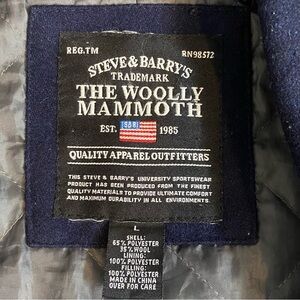 REG.TM RN98572
STEVE & BARRY'S
TRADEMARK
THE WOOLLY
MAMMOTH
EST. 1985
QUALITY APPAREL OUTFITTERS
THIS STEVE & BARRY'S UNIVERSITY SPORTSWEAR
PRODUCT HAS BEEN PRODUCED FROM THE FINEST
QUALITY MATERIALS TO PROVIDE ULTIMATE COMFORT
AND MAXIMUM DURABILITY IN ALL ENVIRONMENTS.
L
SHELL:
65% POLYESTER
35% WOOL
LINING:
100% POLYESTER
FILLING:
100% POLYESTER
MADE IN CHINA
OVER FOR CARE